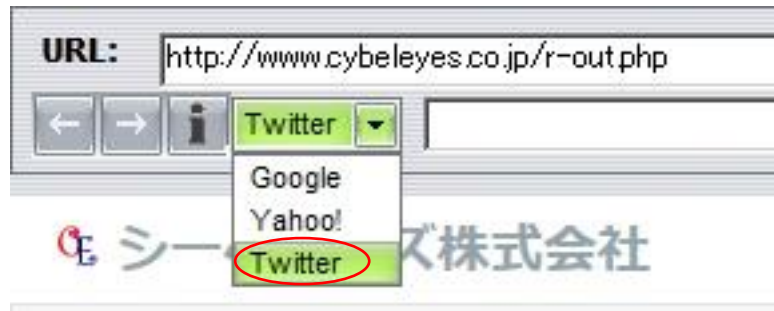 URL: http://www.cybeleyes.co.jp/r-out.php
Twitter
Google
Yahoo!
Twitter
CE シー ズ株式会社